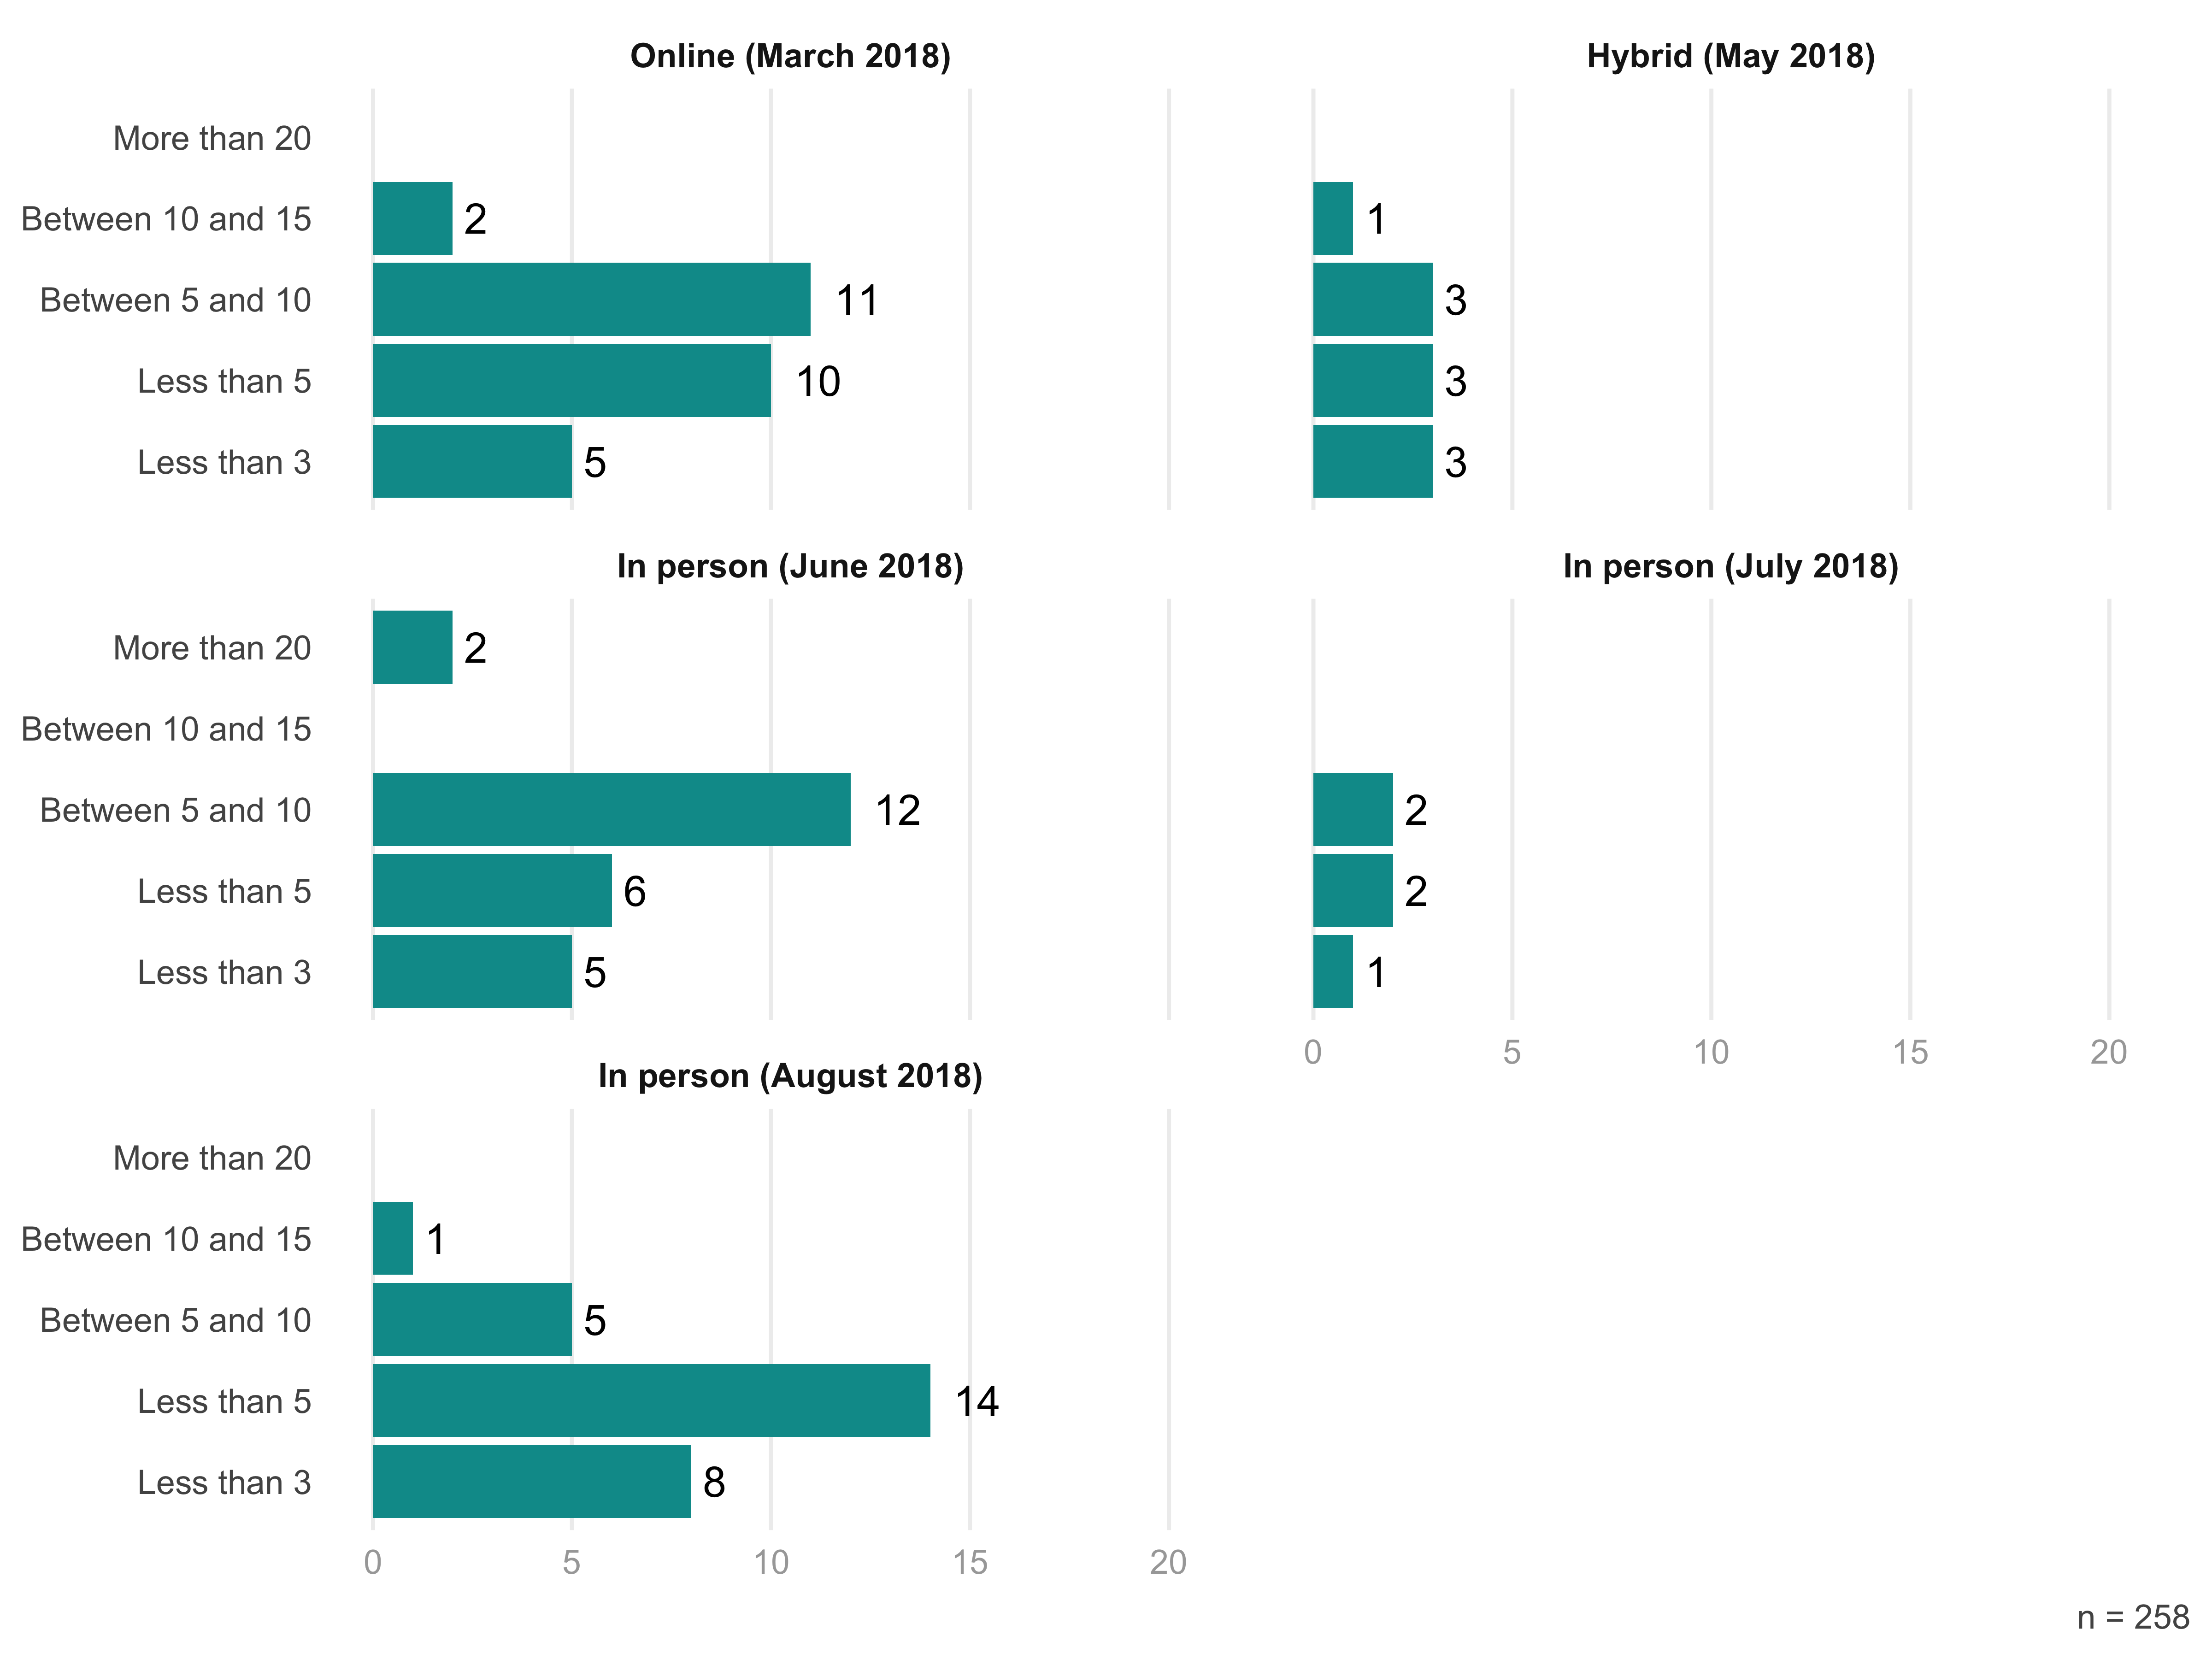 Online (March 2018)
More than 20
Between 10 and 15 2
Between 5 and 10 11
Less than 5 10
Less than 3 5
Hybrid (May 2018)
1
3
3
3
In person (June 2018)
More than 20 2
Between 10 and 15
Between 5 and 10 12
Less than 5 6
Less than 3 5
In person (July 2018)
2
2
1
0 5 10 15 20
In person (August 2018)
More than 20
Between 10 and 15 1
Between 5 and 10 5
Less than 5 14
Less than 3 8
0 5 10 15 20
n = 258